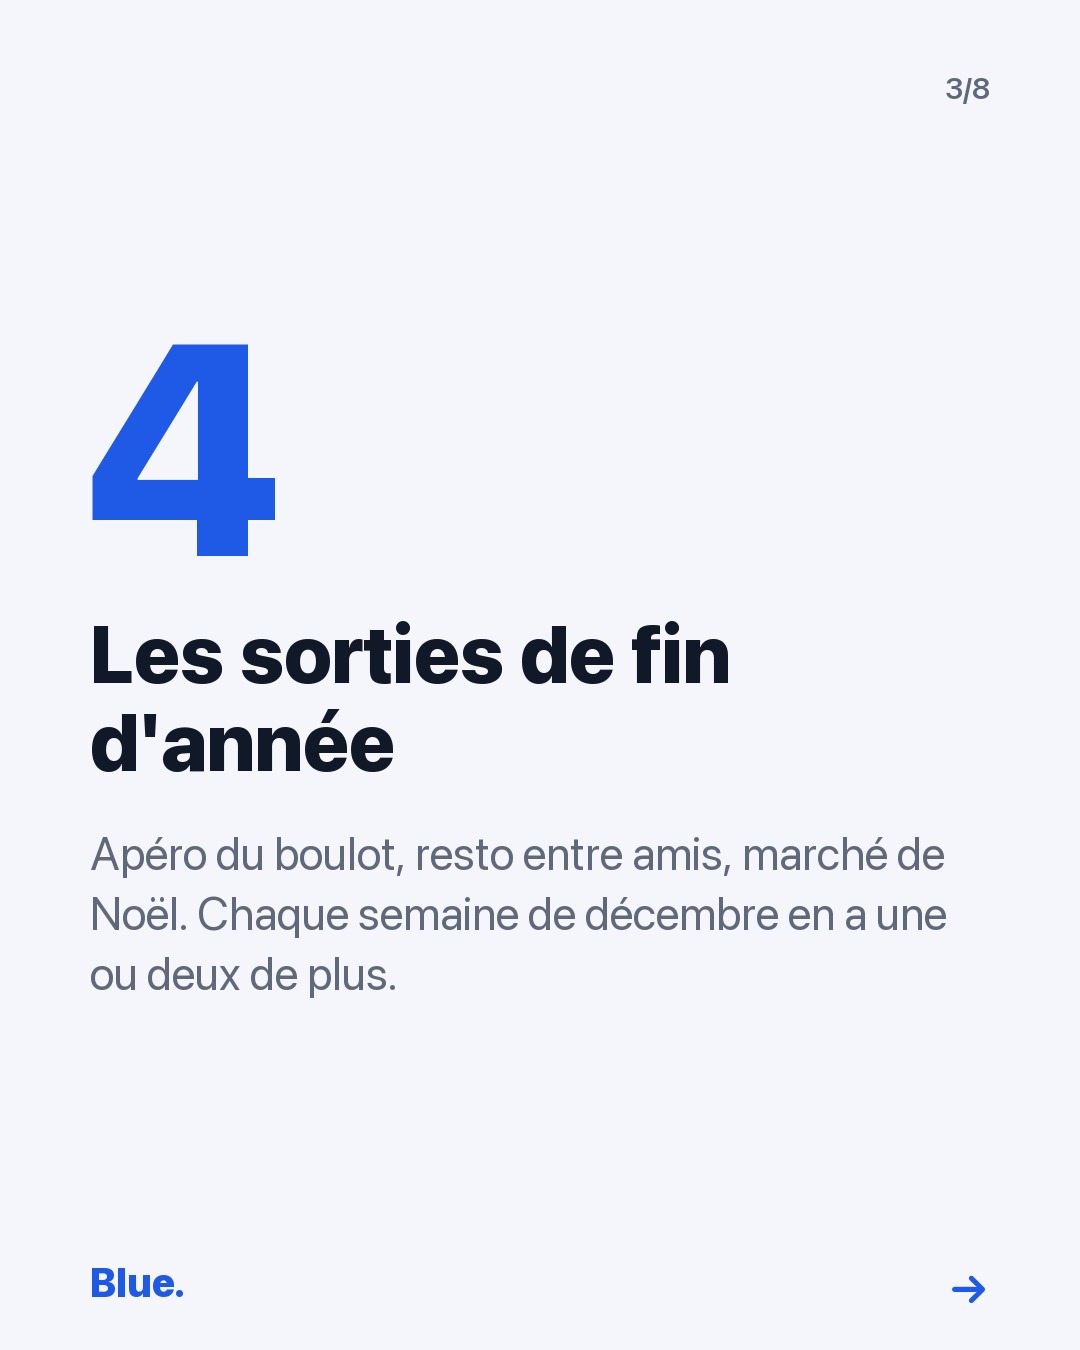 3/8
4
Les sorties de fin
d'année
Apéro du boulot, resto entre amis, marché de
Noël. Chaque semaine de décembre en a une
ou deux de plus.
Blue.
→